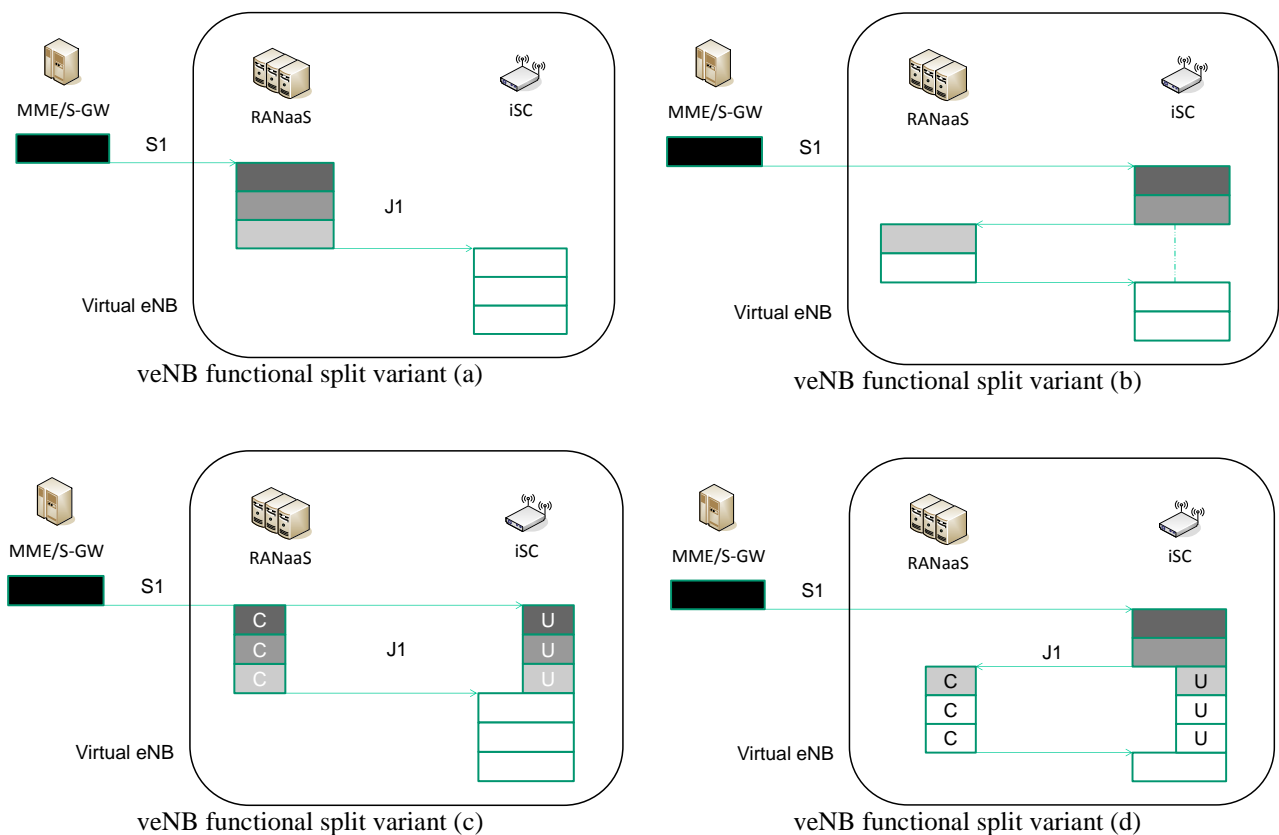 MME/S-GW
RANaaS
iSC
S1
J1
Virtual eNB
veNB functional split variant (a)
MME/S-GW
RANaaS
iSC
S1
Virtual eNB
veNB functional split variant (b)
MME/S-GW
RANaaS
iSC
S1
C
U
C
J1
U
C
U
Virtual eNB
veNB functional split variant (c)
MME/S-GW
RANaaS
iSC
S1
J1
C
U
C
U
C
U
Virtual eNB
veNB functional split variant (d)